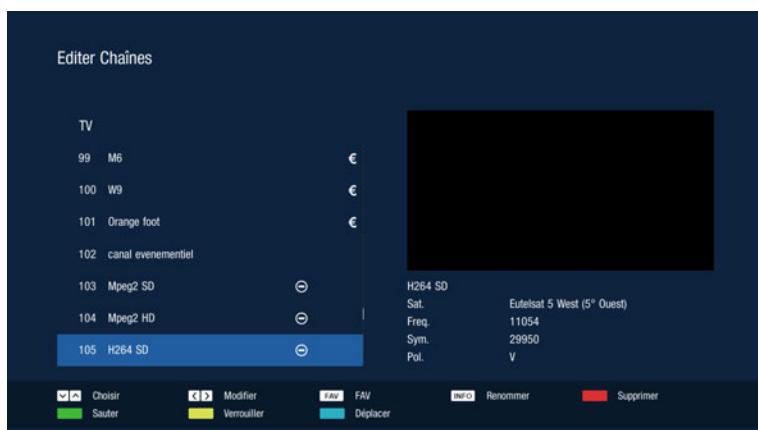 Editer Chaînes
TV
99 M6 €
100 W9 €
101 Orange foot €
102 canal evenementiel
103 Mpeg2 SD
104 Mpeg2 HD
105 H264 SD
H264 SD
Sat. Eutelsat 5 West (5° Ouest)
Freq. 11054
Sym. 29950
Pol. V
Choisir Modifier FAV FAV INFO Renommer Supprimer
Sauter Verrouiller Déplacer